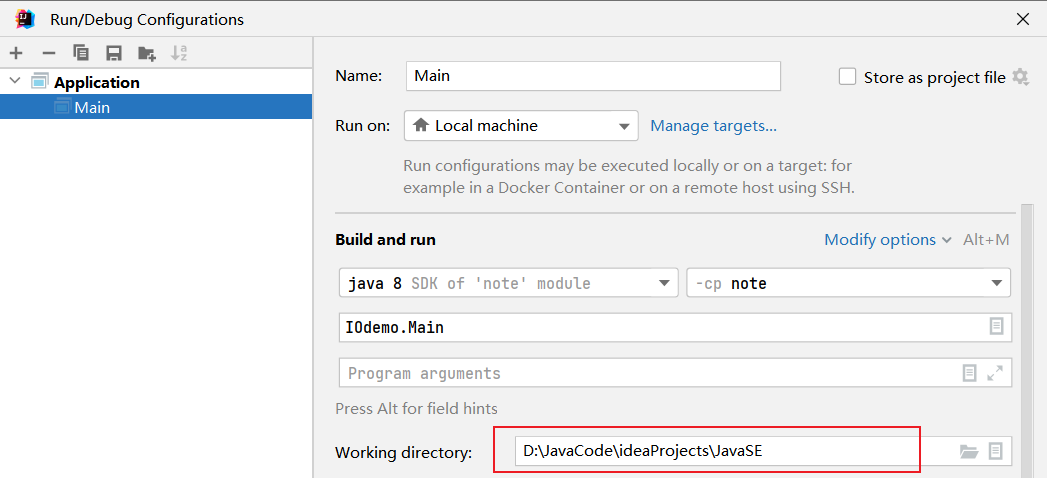 Run/Debug Configurations
Application
Main
Name: Main Store as project file
Run on: Local machine Manage targets...
Run configurations may be executed locally or on a target: for
example in a Docker Container or on a remote host using SSH.
Build and run Modify options Alt+M
java 8 SDK of 'note' module -cp note
IOdemo.Main
Program arguments
Press Alt for field hints
Working directory: D:\JavaCode\ideaProjects\JavaSE